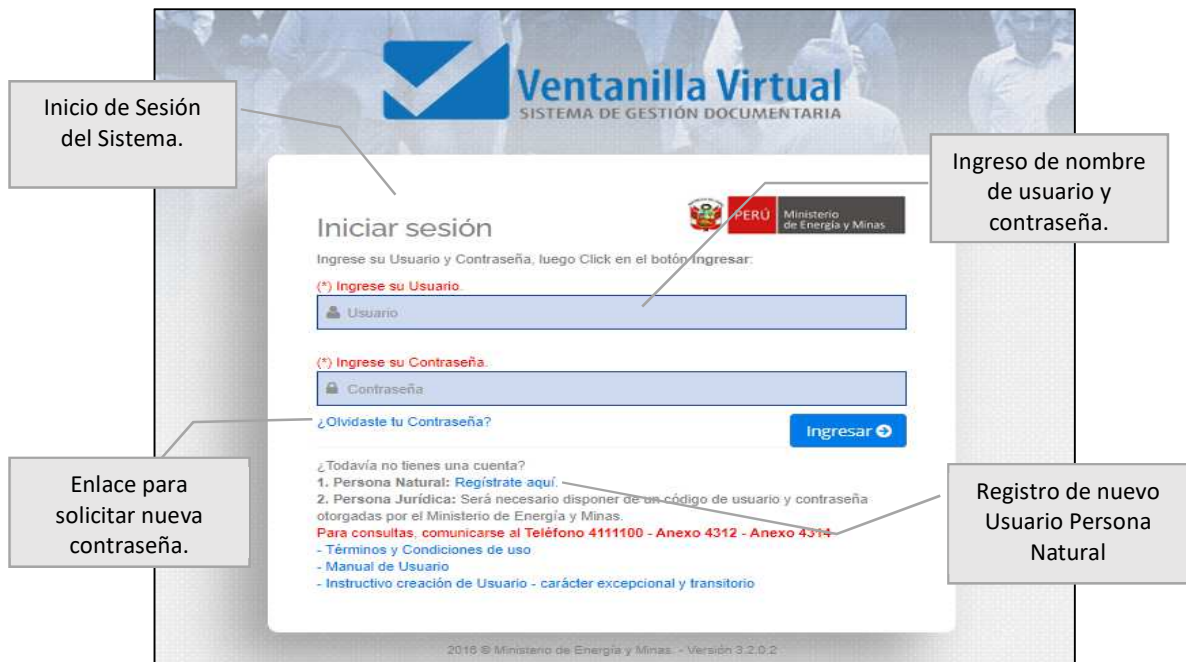 Ventanilla Virtual
SISTEMA DE GESTIÓN DOCUMENTARIA
Inicio de Sesión
del Sistema.
Ingreso de nombre
de usuario y
contraseña.
PERÚ
Ministerio
de Energía y Minas
Iniciar sesión
Ingrese su Usuario y Contraseña, luego Click en el botón Ingresar:
(*) Ingrese su Usuario.
Usuario
(*) Ingrese su Contraseña.
Contraseña
¿Olvidaste tu Contraseña?
Ingresar
Enlace para
solicitar nueva
contraseña.
¿Todavía no tienes una cuenta?
1. Persona Natural: Regístrate aquí.
2. Persona Jurídica: Será necesario disponer de un código de usuario y contraseña
otorgadas por el Ministerio de Energía y Minas.
Para consultas, comunicarse al Teléfono 4111100 - Anexo 4312 - Anexo 4314
- Términos y Condiciones de uso
- Manual de Usuario
- Instructivo creación de Usuario - carácter excepcional y transitorio
Registro de nuevo
Usuario Persona
Natural
2016 © Ministerio de Energía y Minas. - Versión 3.2.0.2